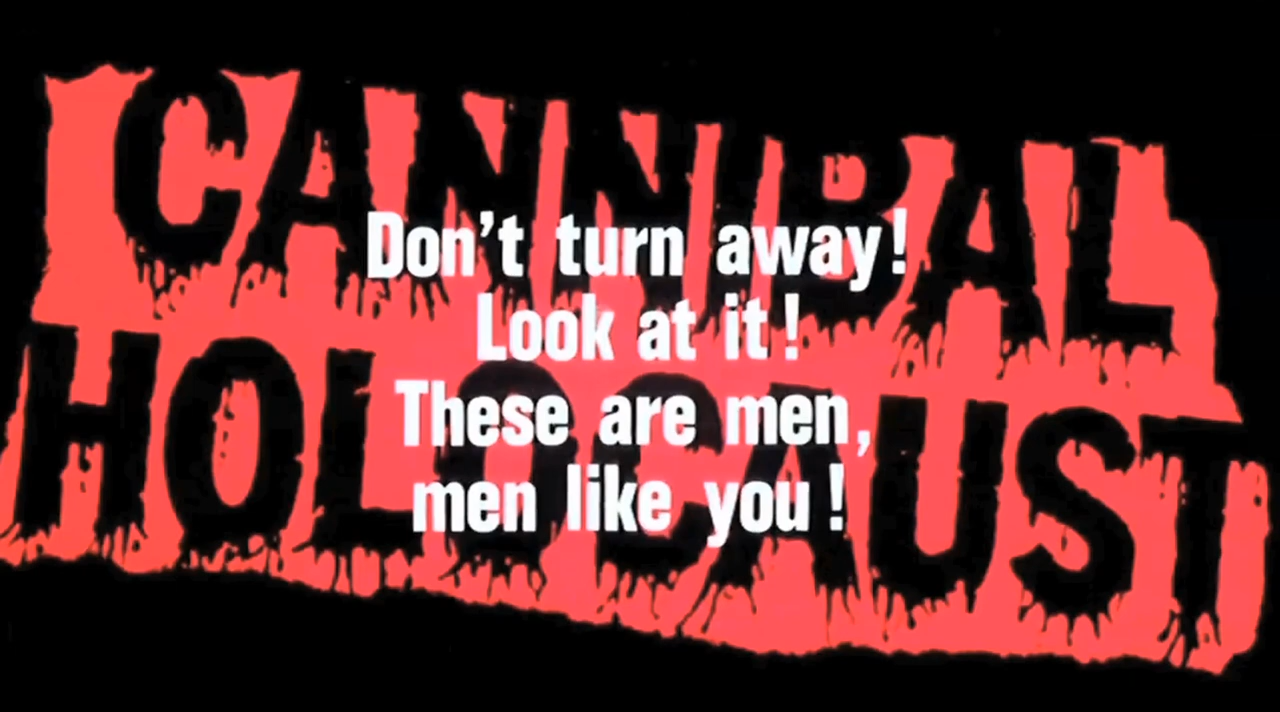 CANNIBAL
HOLOCAUST
Don't turn away!
Look at it!
These are men,
men like you!